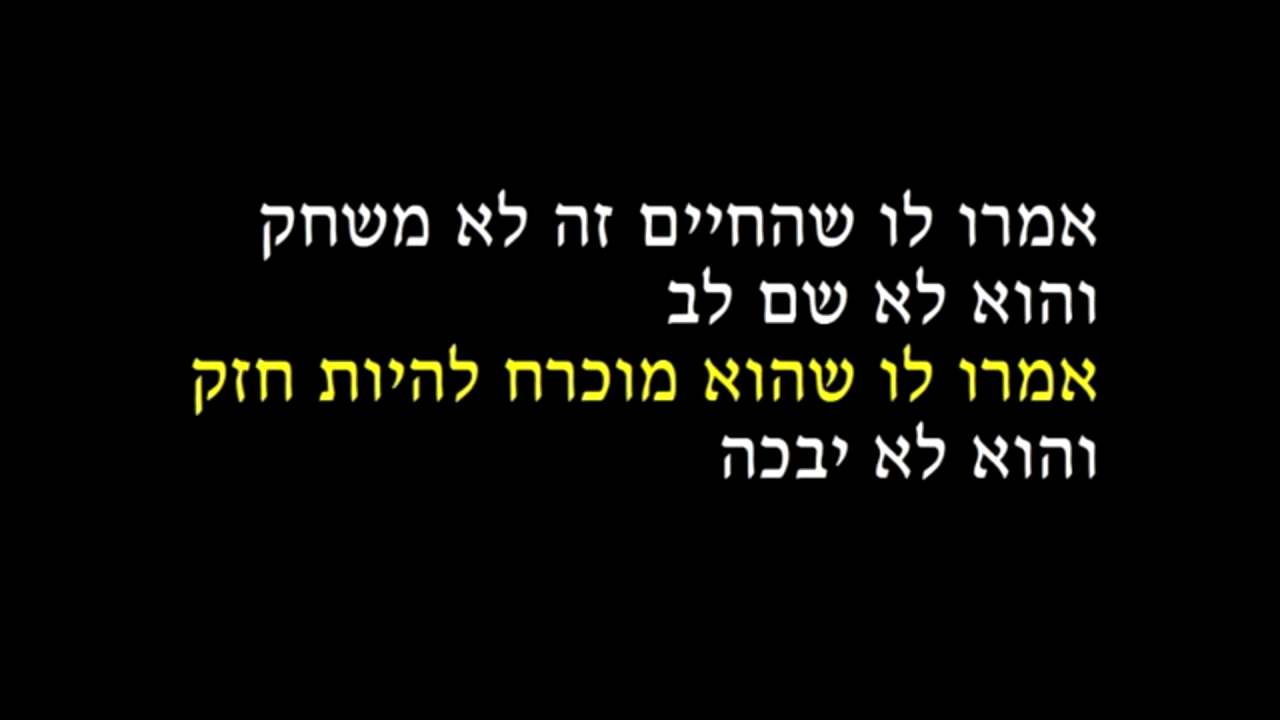 אמרו לו שהחיים זה לא משחק
והוא לא שם לב
אמרו לו שהוא מוכרח להיות חזק
והוא לא יבכה